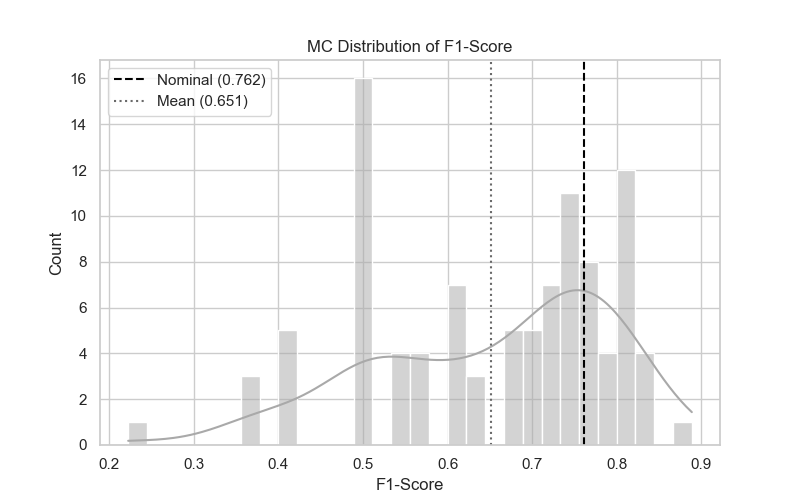 MC Distribution of F1-Score
Nominal (0.762)
Mean (0.651)
16
14
12
10
8
6
4
2
0
Count
0.2 0.3 0.4 0.5 0.6 0.7 0.8 0.9
F1-Score